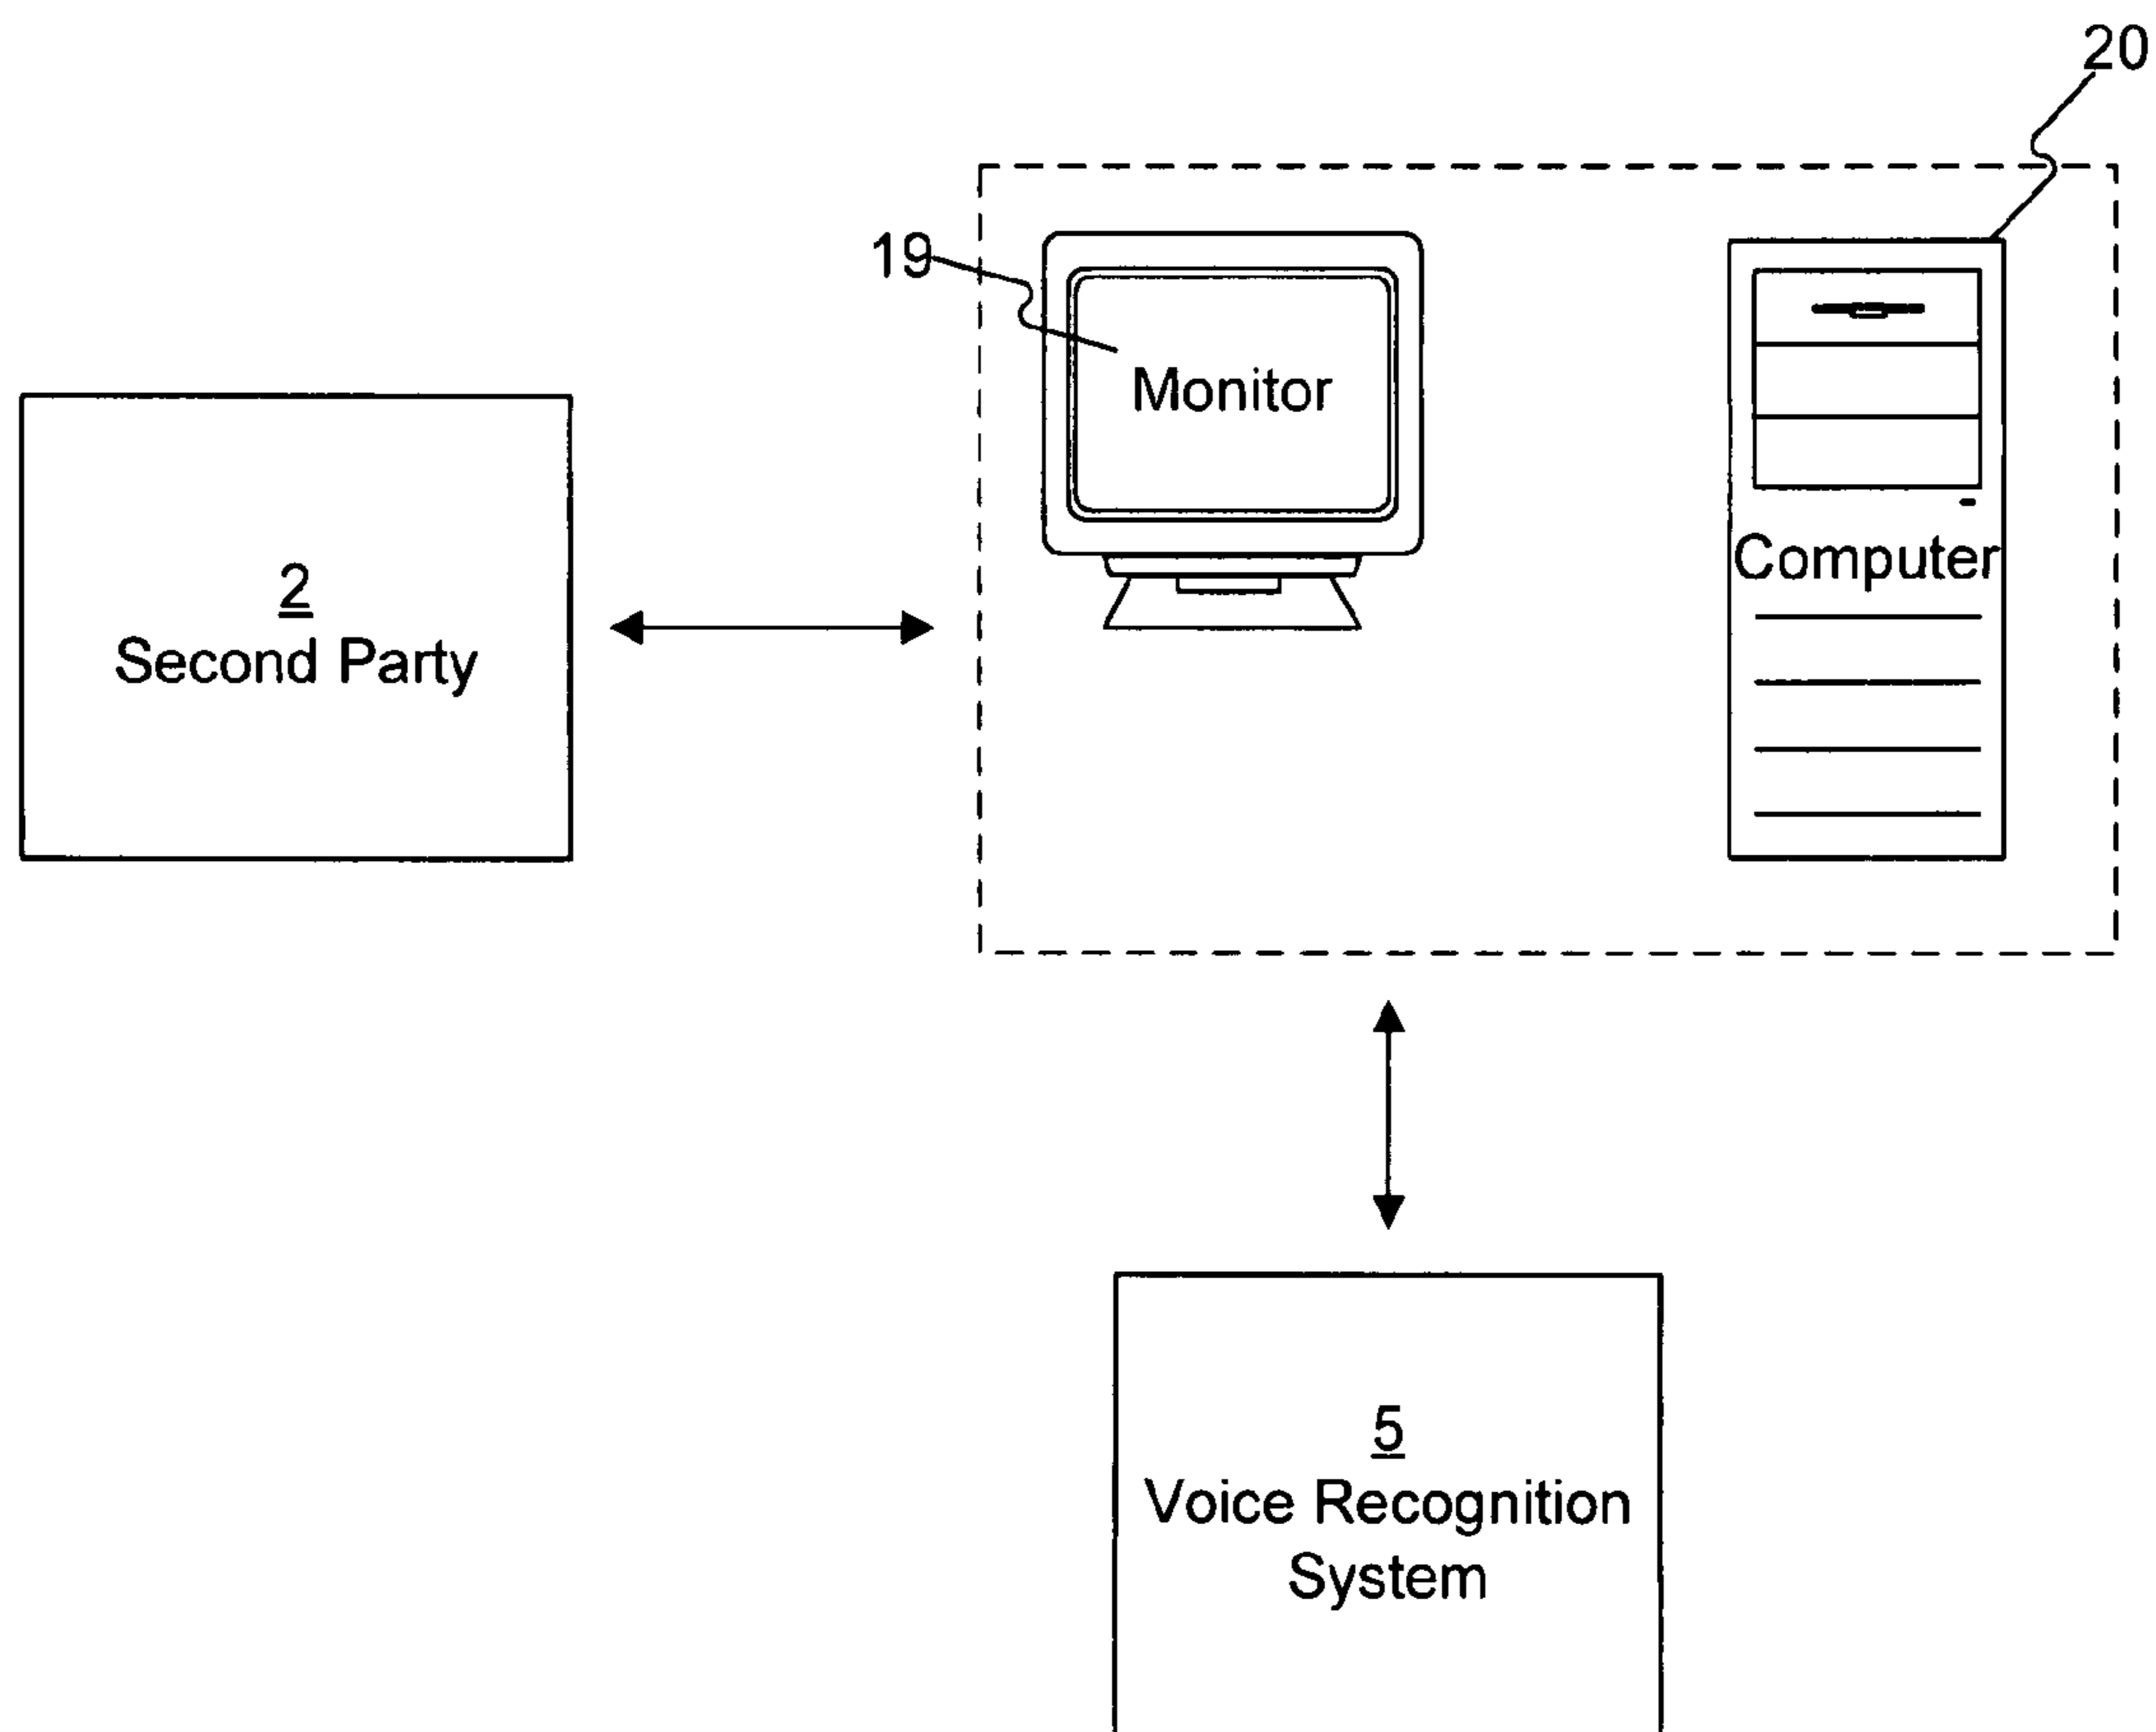 20
19
Monitor
Computer
2
Second Party
5
Voice Recognition
System